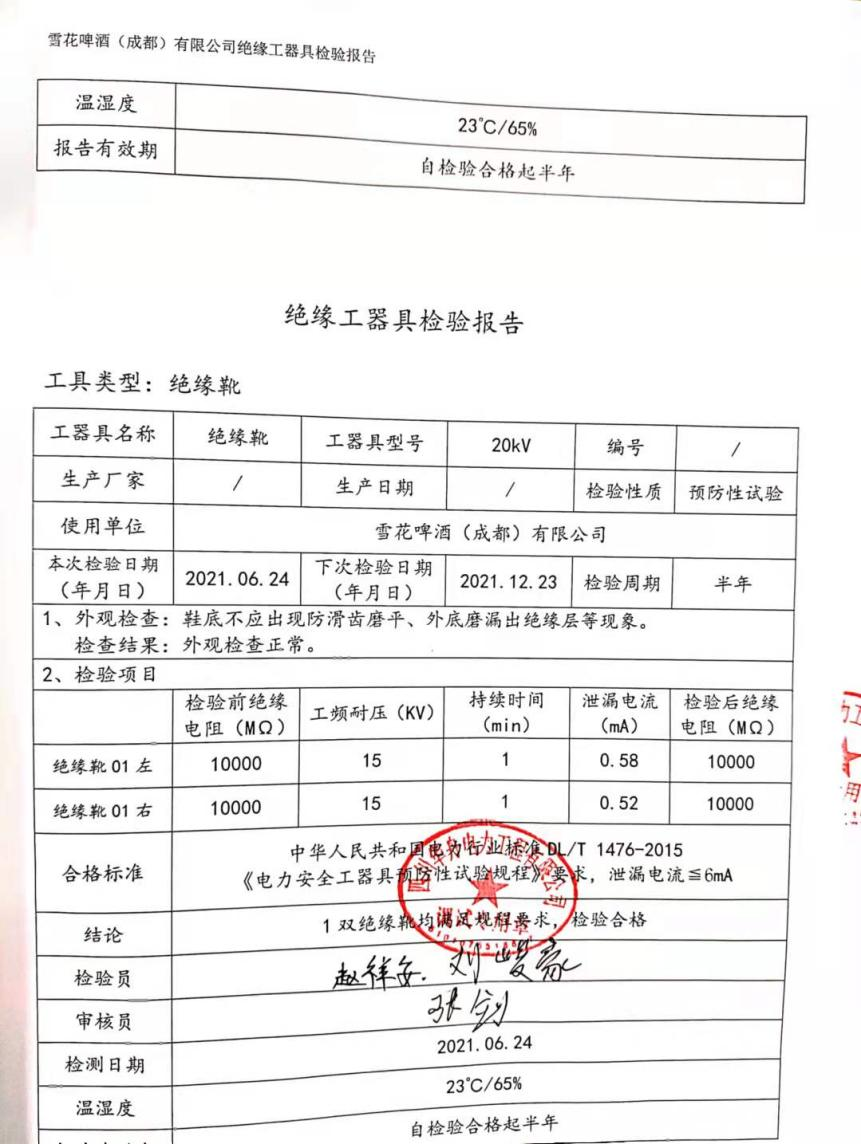 雪花啤酒（成都）有限公司绝缘工器具检验报告
温湿度 23℃/65%
报告有效期 自检验合格起半年
绝缘工器具检验报告
工具类型：绝缘靴
工器具名称 绝缘靴 工器具型号 20kV 编号 /
生产厂家 / 生产日期 / 检验性质 预防性试验
使用单位 雪花啤酒（成都）有限公司
本次检验日期（年月日） 2021.06.24 下次检验日期（年月日） 2021.12.23 检验周期 半年
1、外观检查：鞋底不应出现防滑齿磨平、外底磨漏出绝缘层等现象。
检查结果：外观检查正常。
2、检验项目
检验前绝缘电阻（MΩ） 工频耐压（KV） 持续时间（min） 泄漏电流（mA） 检验后绝缘电阻（MΩ）
绝缘靴 01 左 10000 15 1 0.58 10000
绝缘靴 01 右 10000 15 1 0.52 10000
合格标准 中华人民共和国电力行业标准 DL/T 1476-2015
《电力安全工器具预防性试验规程》要求，泄漏电流≦6mA
结论 1 双绝缘靴均满足规程要求，检验合格
检验员 赵祥
审核员 张剑
检测日期 2021.06.24
温湿度 23℃/65%
自检验合格起半年